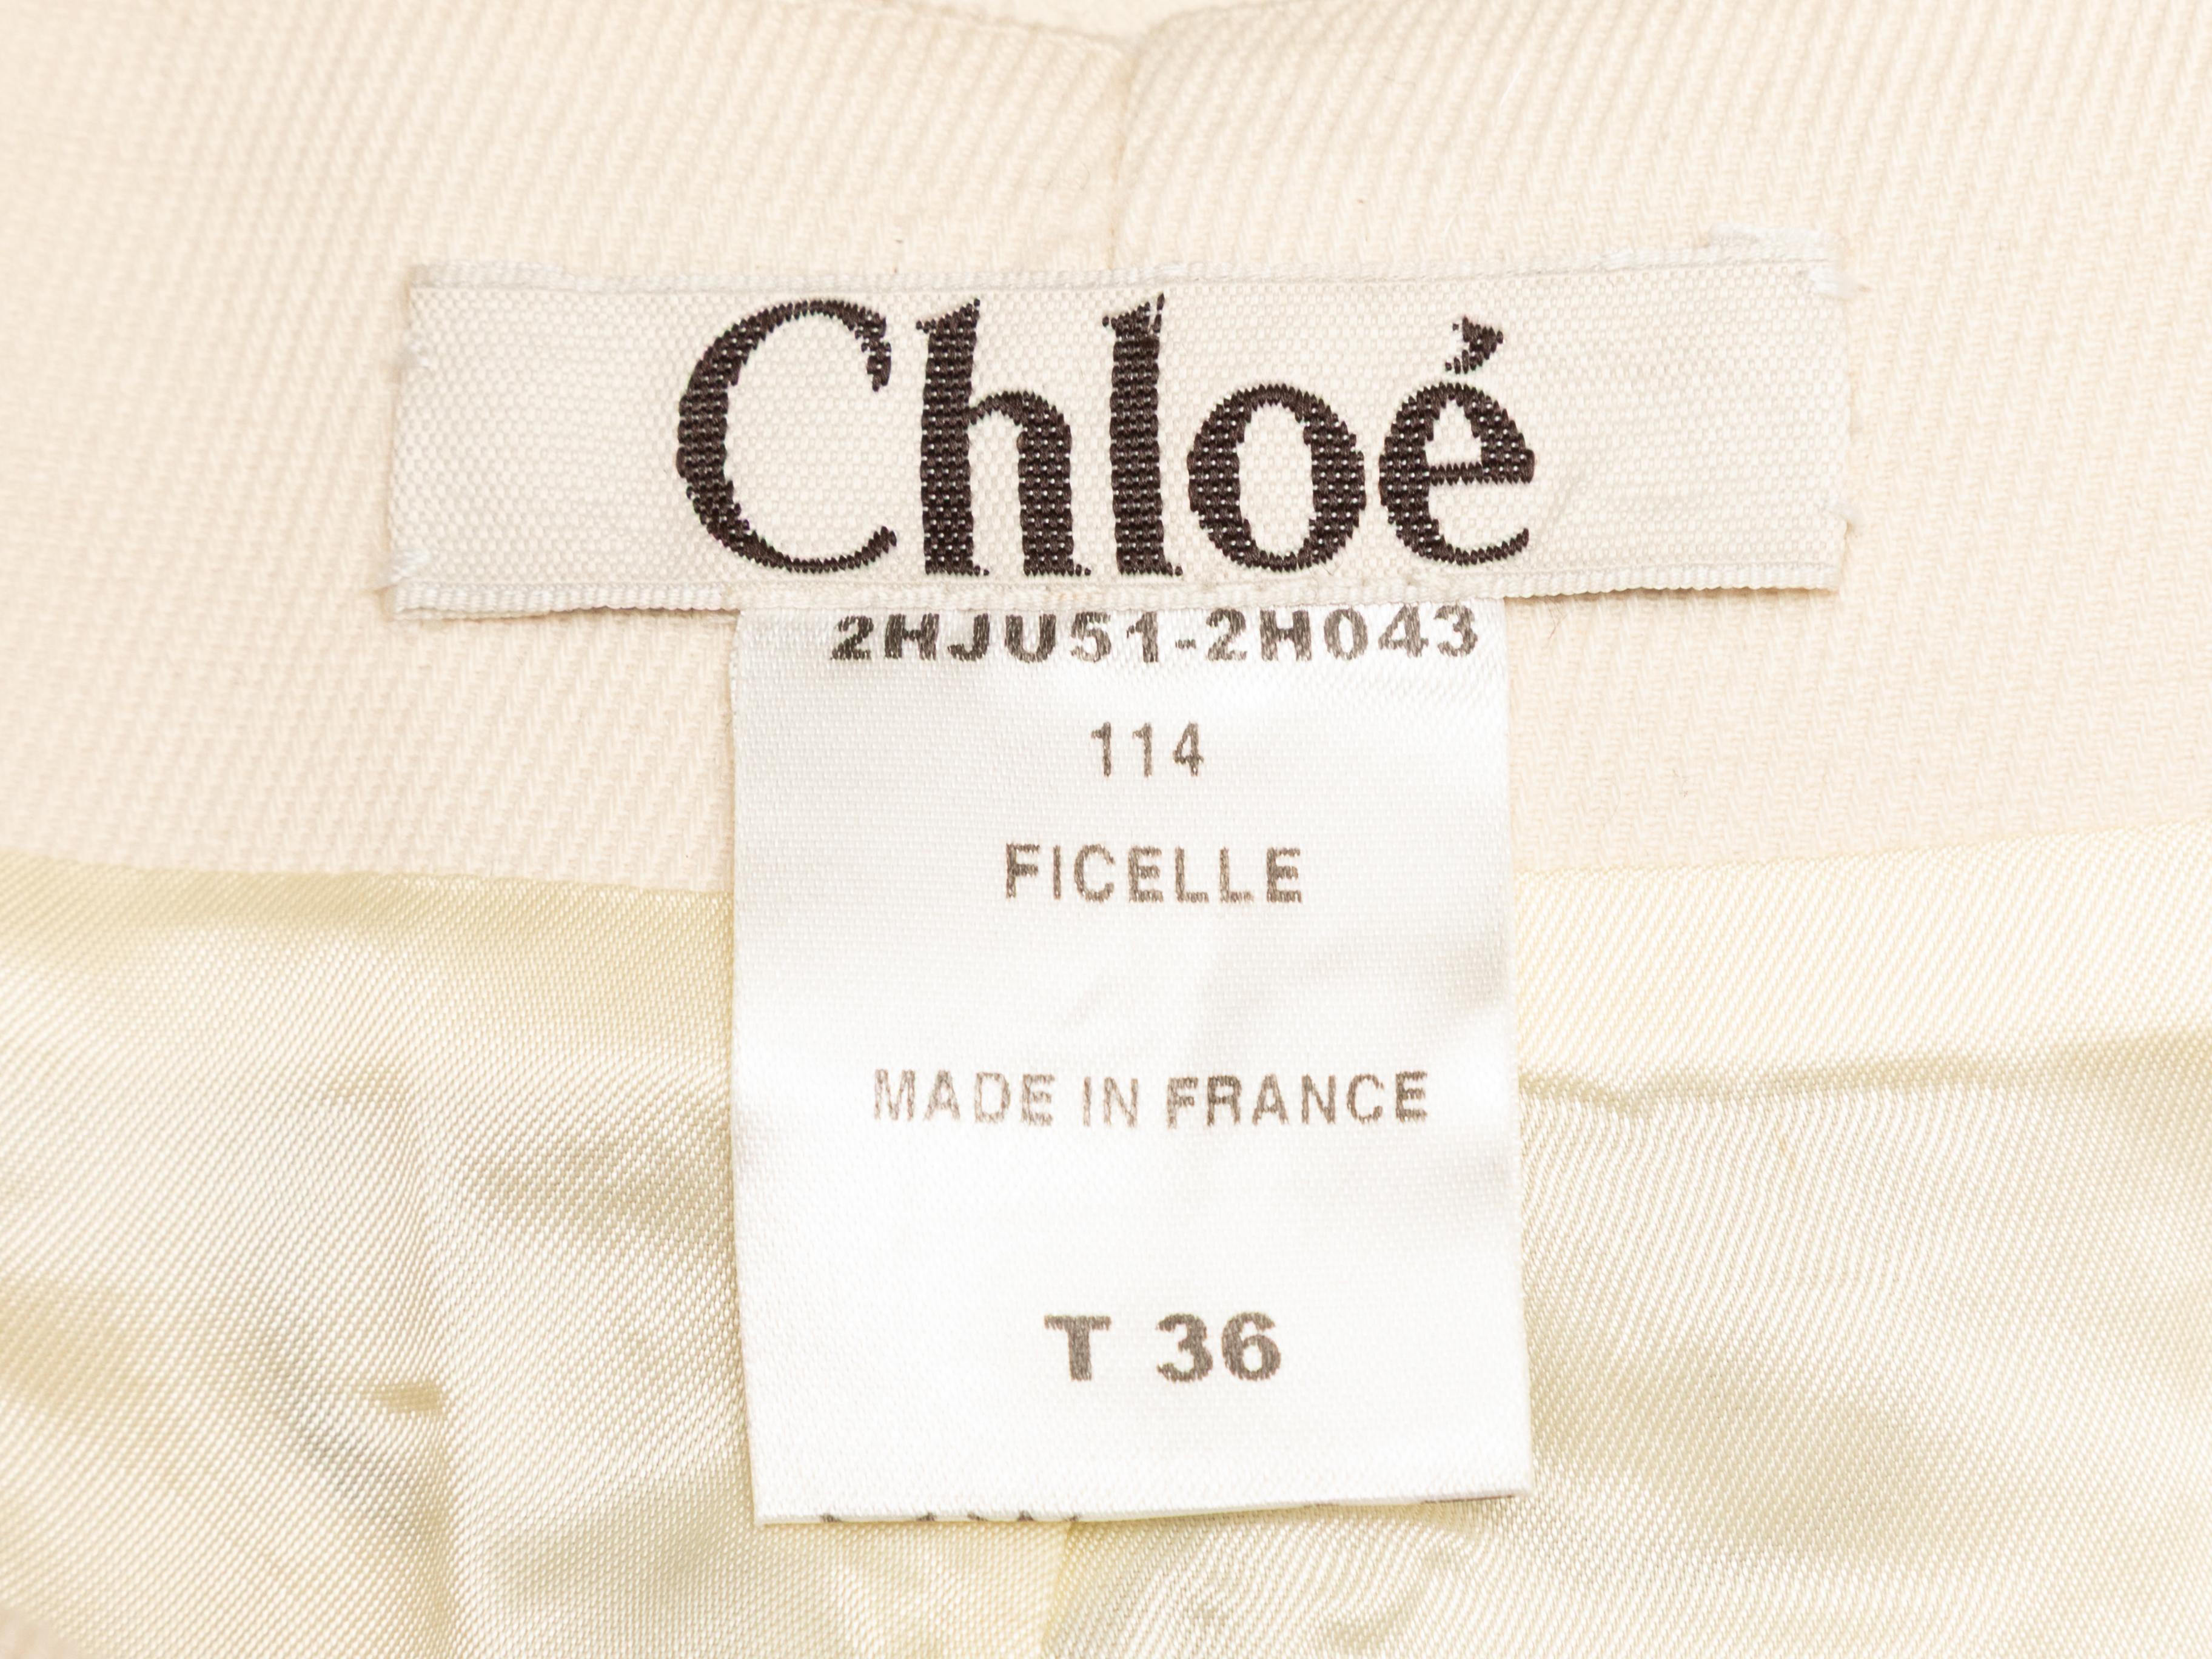 Chloé
2HJU51-2H043
114
FICELLE
MADE IN FRANCE
T 36